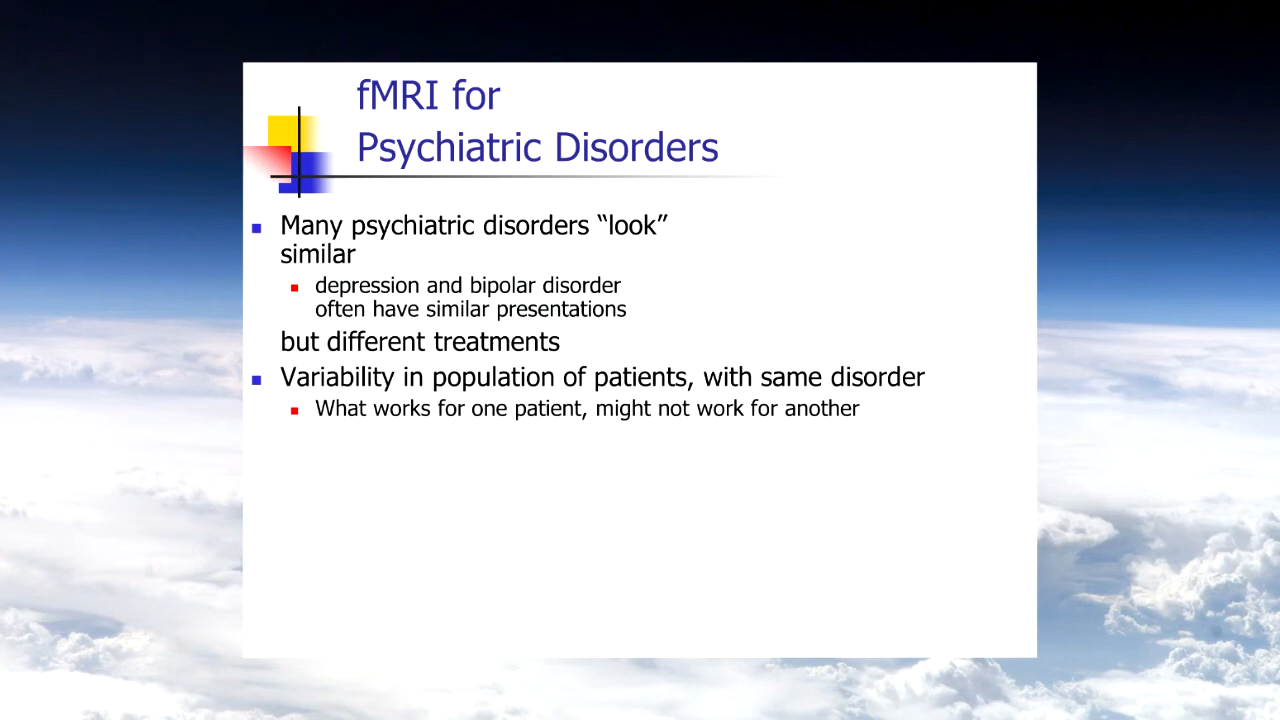 fMRI for
Psychiatric Disorders
Many psychiatric disorders “look”
similar
depression and bipolar disorder
often have similar presentations
but different treatments
Variability in population of patients, with same disorder
What works for one patient, might not work for another